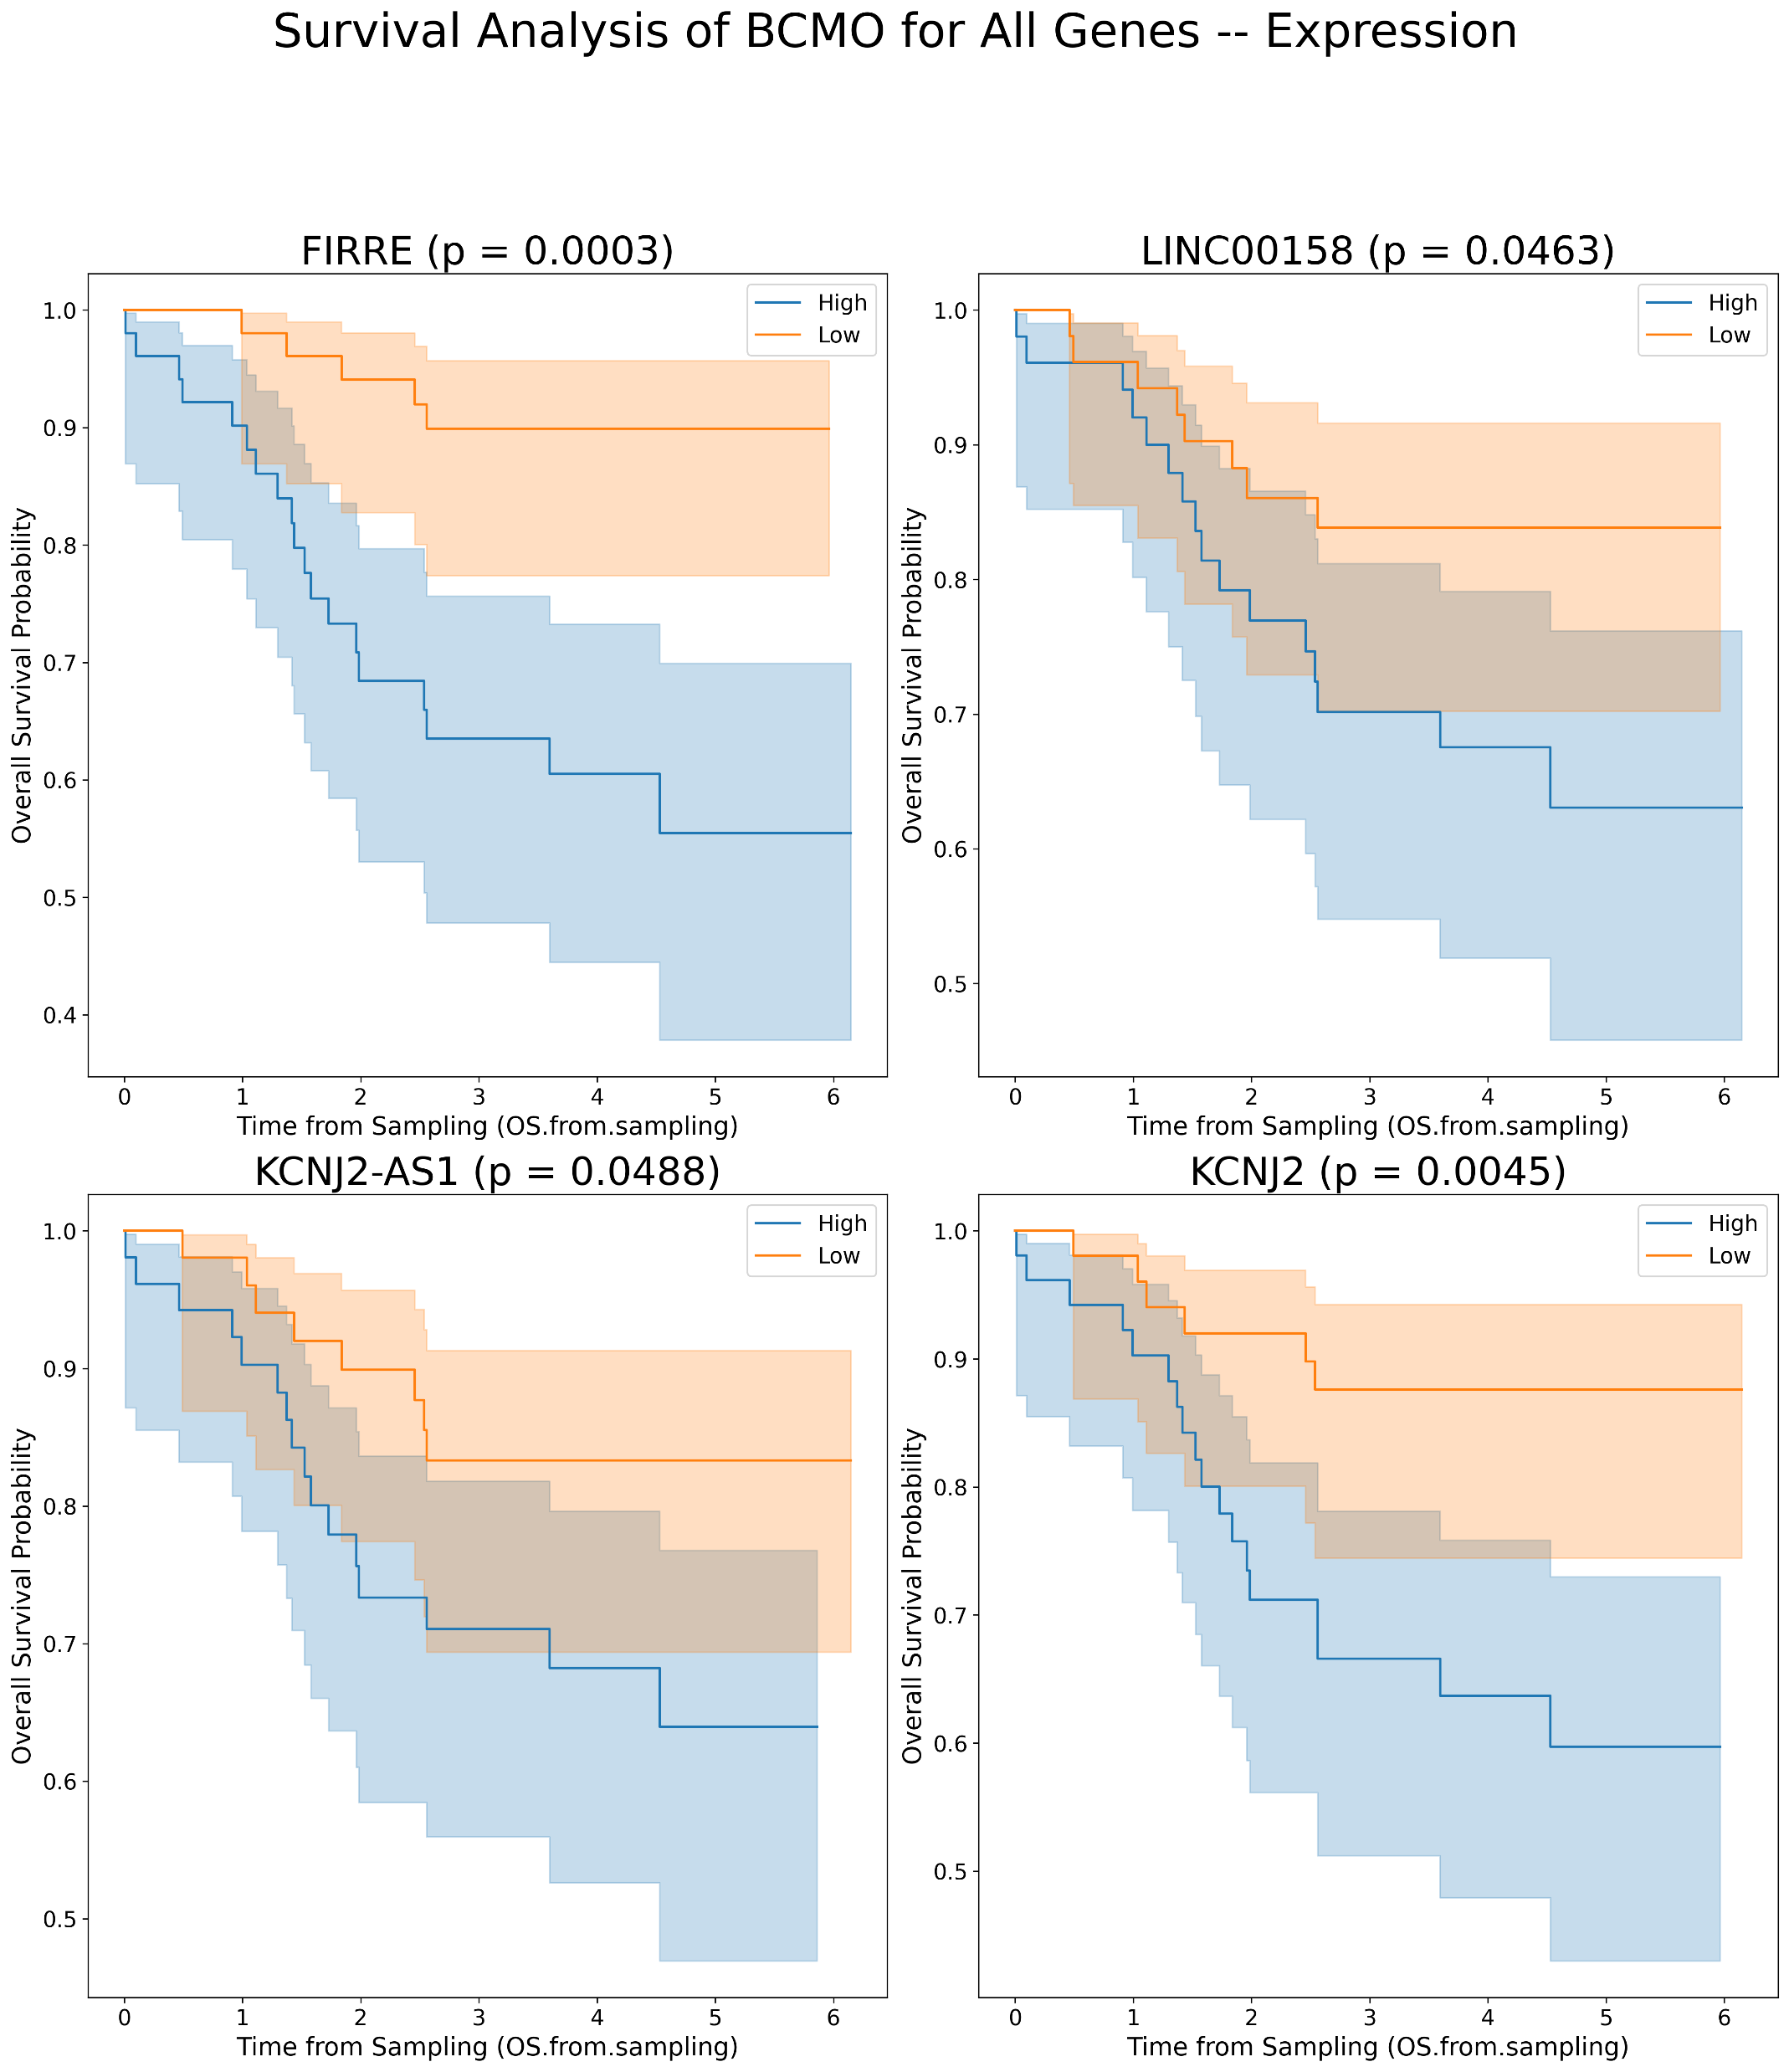 Survival Analysis of BCMO for All Genes -- Expression
FIRRE (p = 0.0003)
High
Low
1.0
0.9
0.8
0.7
0.6
0.5
0.4
Overall Survival Probability
0 1 2 3 4 5 6
Time from Sampling (OS.from.sampling)
LINC00158 (p = 0.0463)
High
Low
1.0
0.9
0.8
0.7
0.6
0.5
Overall Survival Probability
0 1 2 3 4 5 6
Time from Sampling (OS.from.sampling)
KCNJ2-AS1 (p = 0.0488)
High
Low
1.0
0.9
0.8
0.7
0.6
0.5
Overall Survival Probability
0 1 2 3 4 5 6
Time from Sampling (OS.from.sampling)
KCNJ2 (p = 0.0045)
High
Low
1.0
0.9
0.8
0.7
0.6
0.5
Overall Survival Probability
0 1 2 3 4 5 6
Time from Sampling (OS.from.sampling)